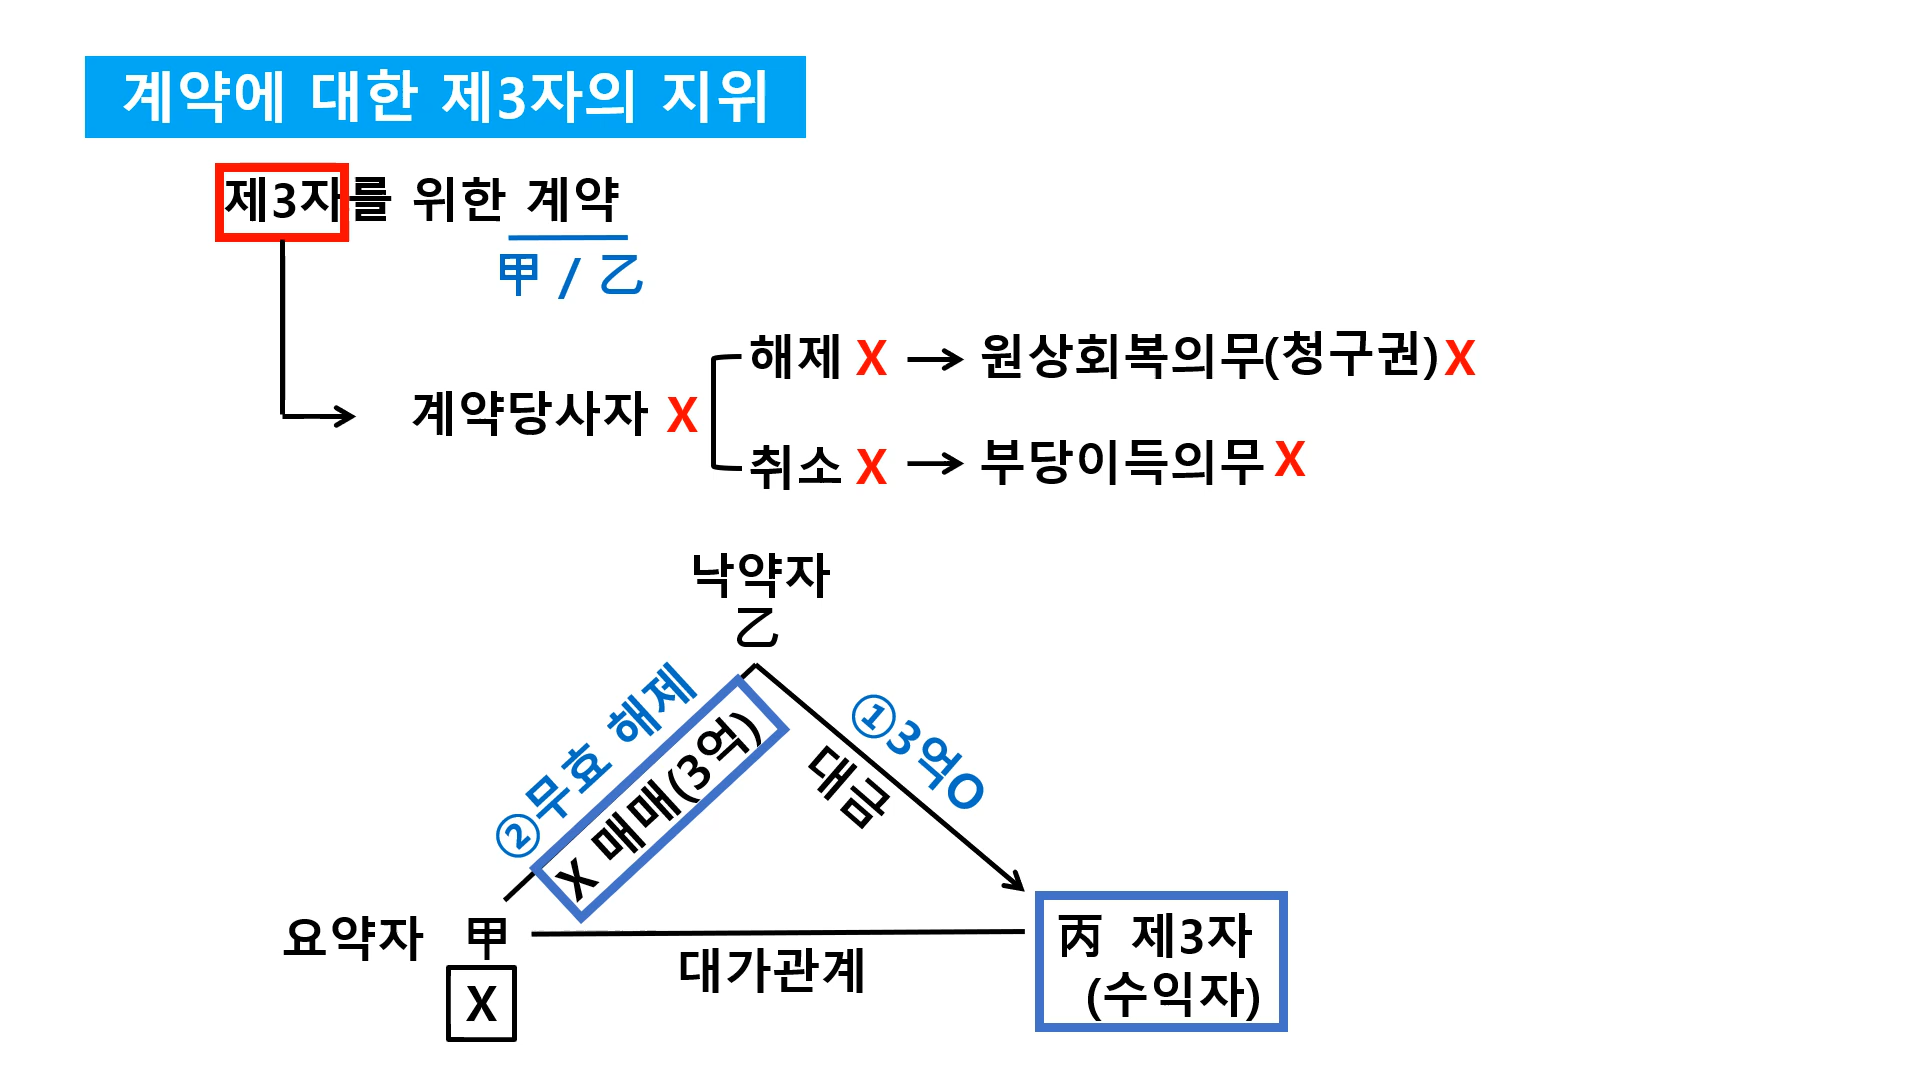 계약에 대한 제3자의 지위
제3자를 위한 계약
甲 / 乙
해제 X → 원상회복의무(청구권) X
계약당사자 X
취소 X → 부당이득의무 X
낙약자
乙
②무효 해제
X 매매(3억)
①3억O
대금
요약자 甲
X
대가관계
丙 제3자
(수익자)